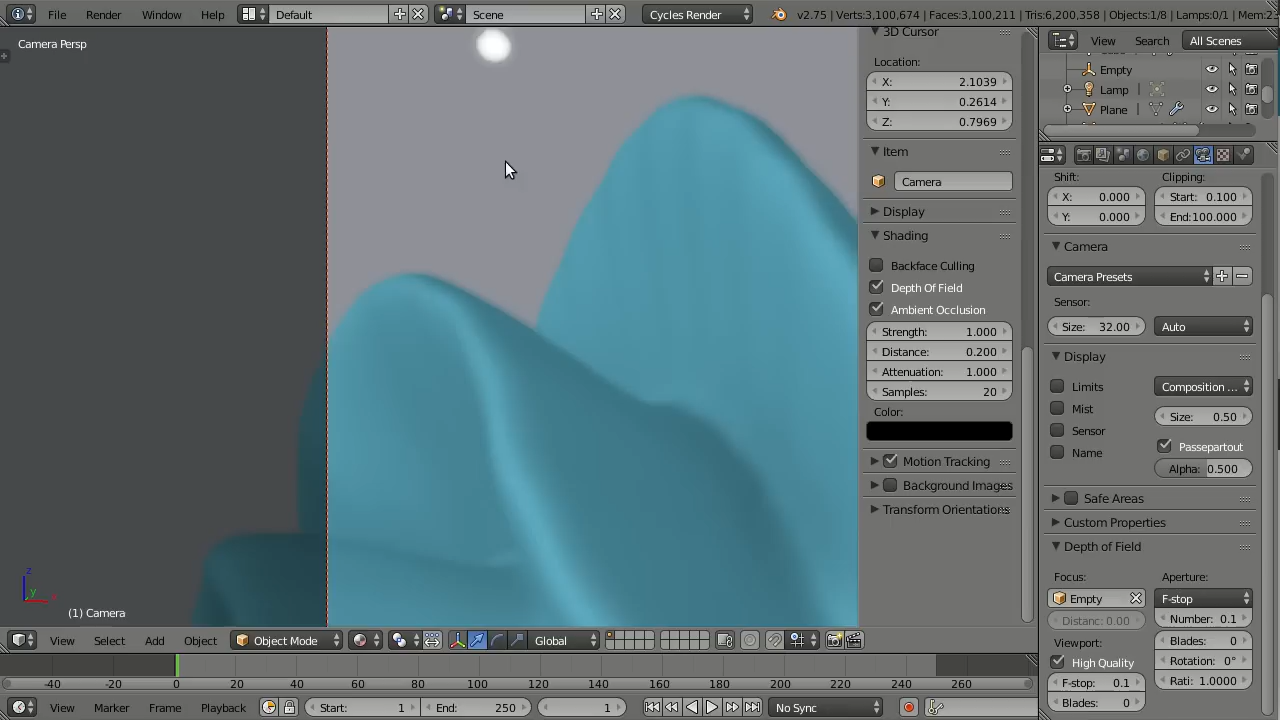 File Render Window Help Default Scene Cycles Render v2.75 | Verts:3,100,674 | Faces:3,100,211 | Tris:6,200,358 | Objects:1/8 | Lamps:0/1 |
Camera Persp
(1) Camera
z
y
3D Cursor
Location:
X: 2.1039
Y: 0.2614
Z: 0.7969
Item
Camera
Display
Shading
Backface Culling
Depth Of Field
Ambient Occlusion
Strength: 1.000
Distance: 0.200
Attenuation: 1.000
Samples: 20
Color:
Motion Tracking
Background Images
Transform Orientations
View Search All Scenes
Empty
Lamp
Plane
Shift: Clipping:
X: 0.000 Start: 0.100
Y: 0.000 End:100.000
Camera
Camera Presets
Sensor:
Size: 32.00 Auto
Display
Limits Composition ...
Mist Size: 0.50
Sensor Passepartout
Name Alpha: 0.500
Safe Areas
Custom Properties
Depth of Field
Focus: Aperture:
Empty F-stop
Distanc: 0.00 Number: 0.1
Viewport: Blades: 0
High Quality Rotation: 0°
F-stop: 0.1 Rati: 1.0000
Blades: 0
View Select Add Object Object Mode Global
-40 -20 0 20 40 60 80 100 120 140 160 180 200 220 240 260
View Marker Frame Playback Start: 1 End: 250 1 No Sync